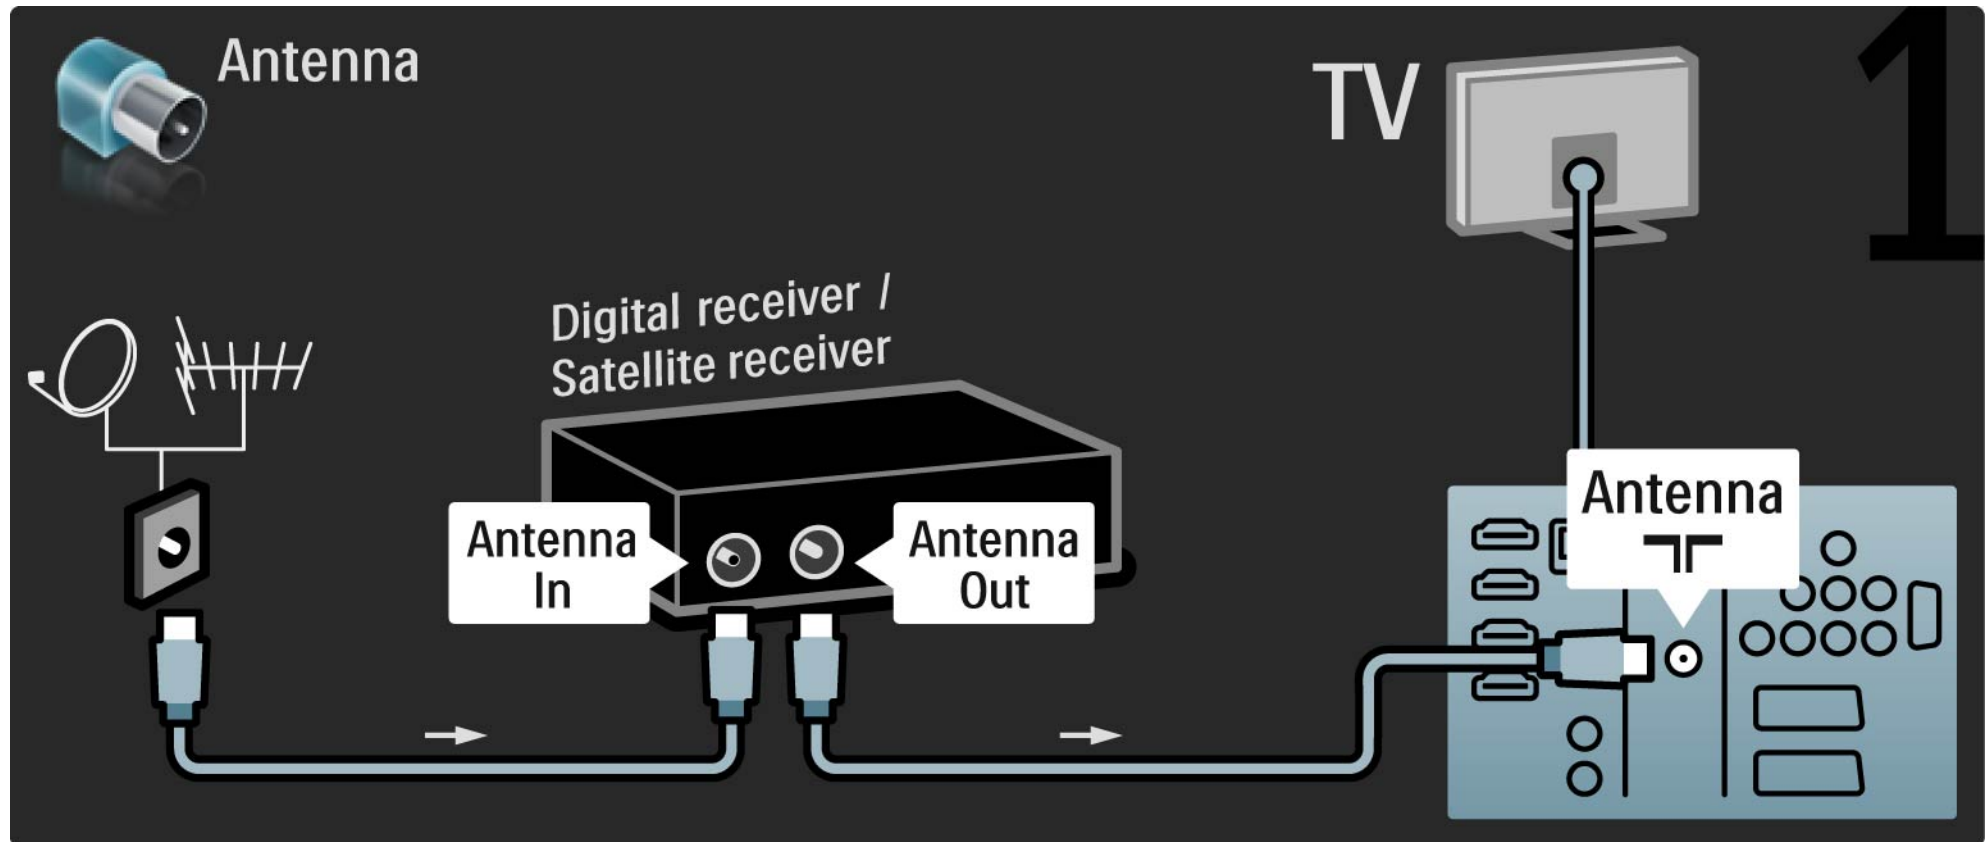 Antenna
TV
1
Digital receiver /
Satellite receiver
Antenna
In
Antenna
Out
Antenna